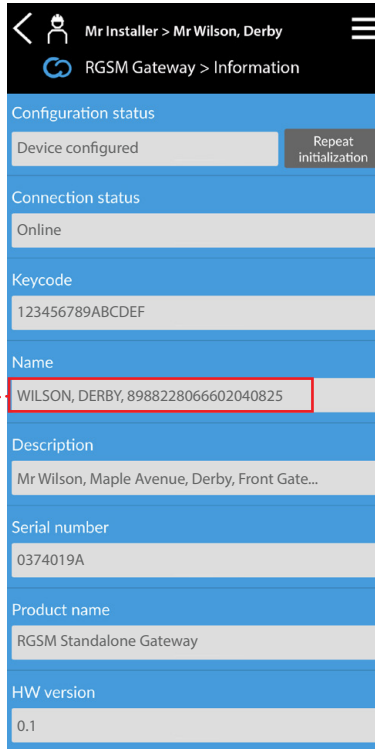 Mr Installer > Mr Wilson, Derby
RGSM Gateway > Information
Configuration status
Device configured
Repeat
initialization
Connection status
Online
Keycode
123456789ABCDEF
Name
WILSON, DERBY, 8988228066602040825
Description
Mr Wilson, Maple Avenue, Derby, Front Gate...
Serial number
0374019A
Product name
RGSM Standalone Gateway
HW version
0.1